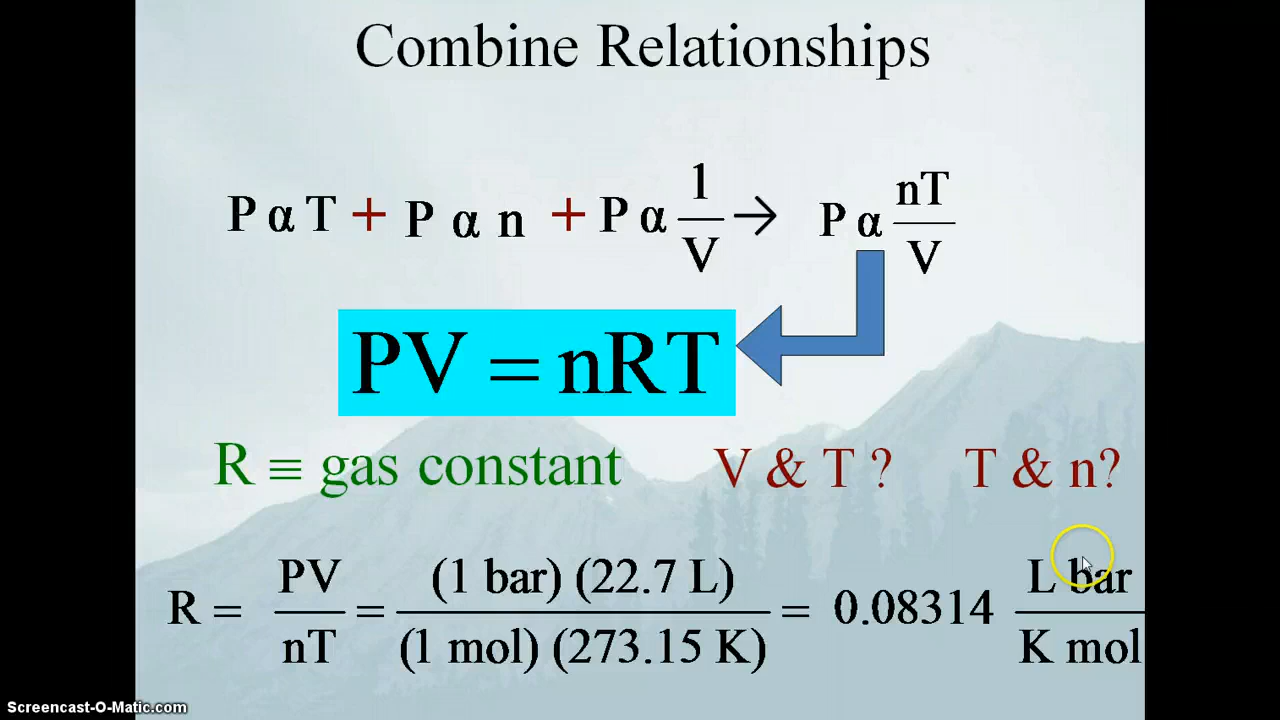 Combine Relationships
P α T + P α n + P α 1/V → P α nT/V
PV = nRT
R ≡ gas constant V & T ? T & n?
R = PV/nT = (1 bar) (22.7 L)/(1 mol) (273.15 K) = 0.08314 L bar/K mol
Screencast-O-Matic.com